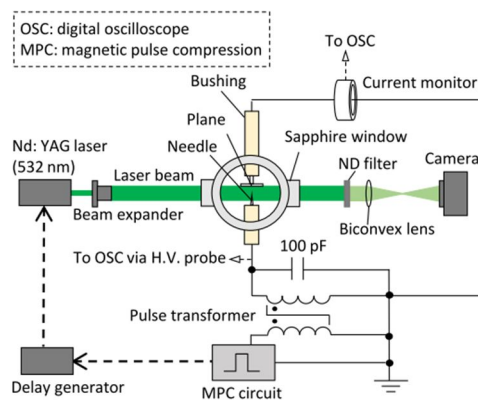 OSC: digital oscilloscope
MPC: magnetic pulse compression
To OSC
Current monitor
Bushing
Plane
Needle
Sapphire window
Nd: YAG laser
(532 nm)
Laser beam
ND filter
Camera
Beam expander
Biconvex lens
To OSC via H.V. probe
100 pF
Pulse transformer
Delay generator
MPC circuit